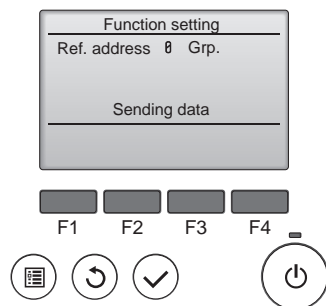 Function setting
Ref. address 0 Grp.
Sending data
F1 F2 F3 F4